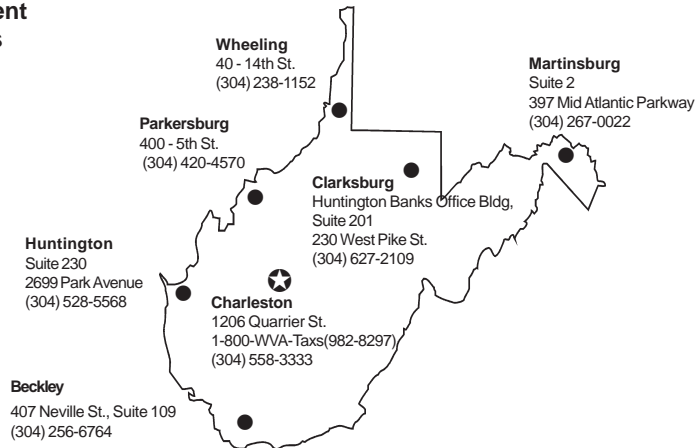 ent
s
Wheeling
40 - 14th St.
(304) 238-1152
Martinsburg
Suite 2
397 Mid Atlantic Parkway
(304) 267-0022
Parkersburg
400 - 5th St.
(304) 420-4570
Clarksburg
Huntington Banks Office Bldg,
Suite 201
230 West Pike St.
(304) 627-2109
Huntington
Suite 230
2699 Park Avenue
(304) 528-5568
Charleston
1206 Quarrier St.
1-800-WVA-Taxs(982-8297)
(304) 558-3333
Beckley
407 Neville St., Suite 109
(304) 256-6764